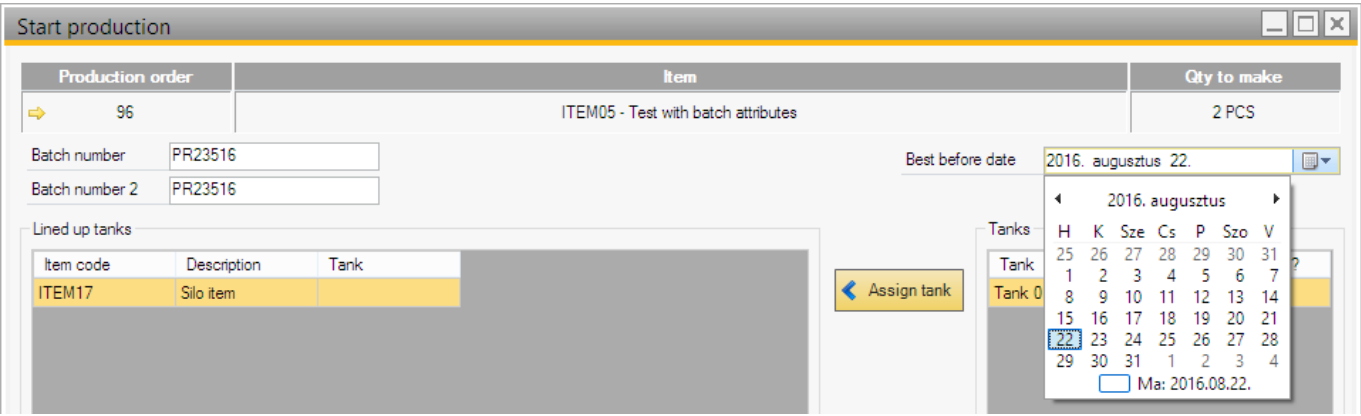 Start production
Production order Item Qty to make
96 ITEM05 - Test with batch attributes 2 PCS
Batch number PR23516 Best before date 2016. augusztus 22.
Batch number 2 PR23516
2016. augusztus
Lined up tanks Tanks
H K Sze Cs P Szo V
Item code Description Tank Tank ?
25 26 27 28 29 30 31
1 2 3 4 5 6 7
ITEM17 Silo item Assign tank Tank 0
8 9 10 11 12 13 14
15 16 17 18 19 20 21
22 23 24 25 26 27 28
29 30 31 1 2 3 4
Ma: 2016.08.22.